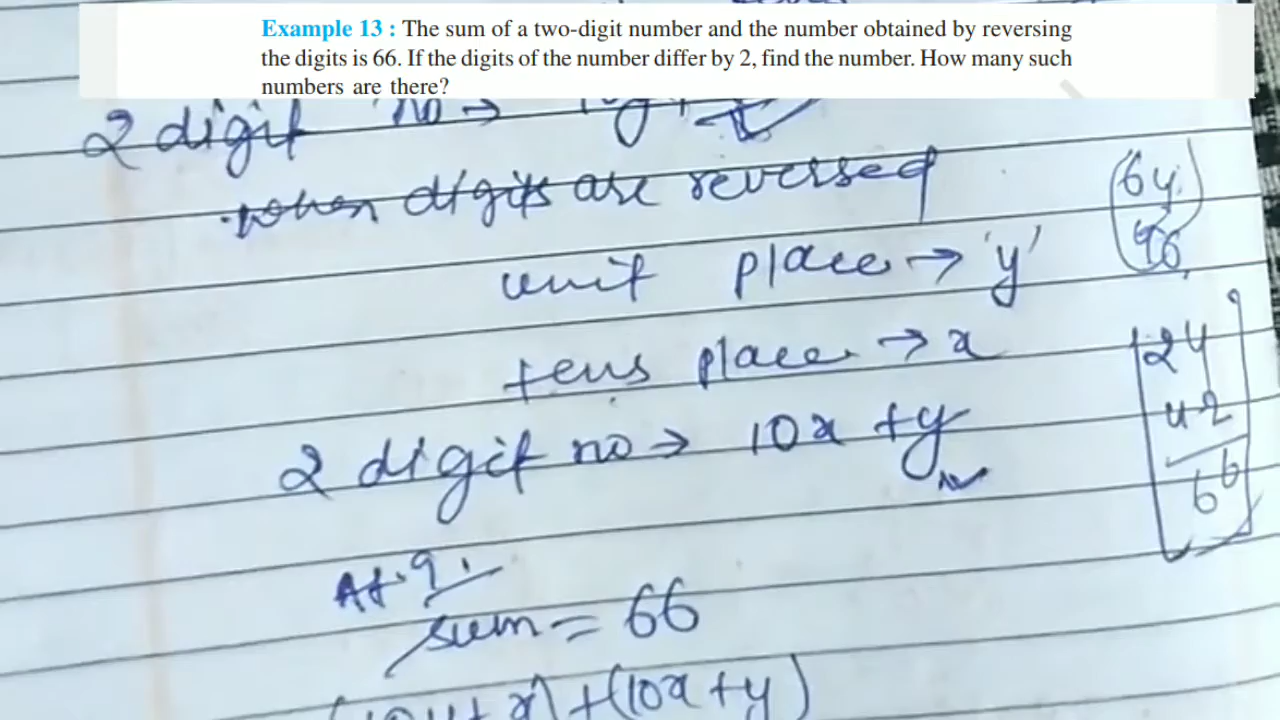 Example 13 : The sum of a two-digit number and the number obtained by reversing
the digits is 66. If the digits of the number differ by 2, find the number. How many such
numbers are there?
2 digit no →
when digits are reversed
unit place → 'y'
tens place → x
2 digit no → 10x + y
At. q.
sum = 66
+ (10x + y)
64
46
24
42
66